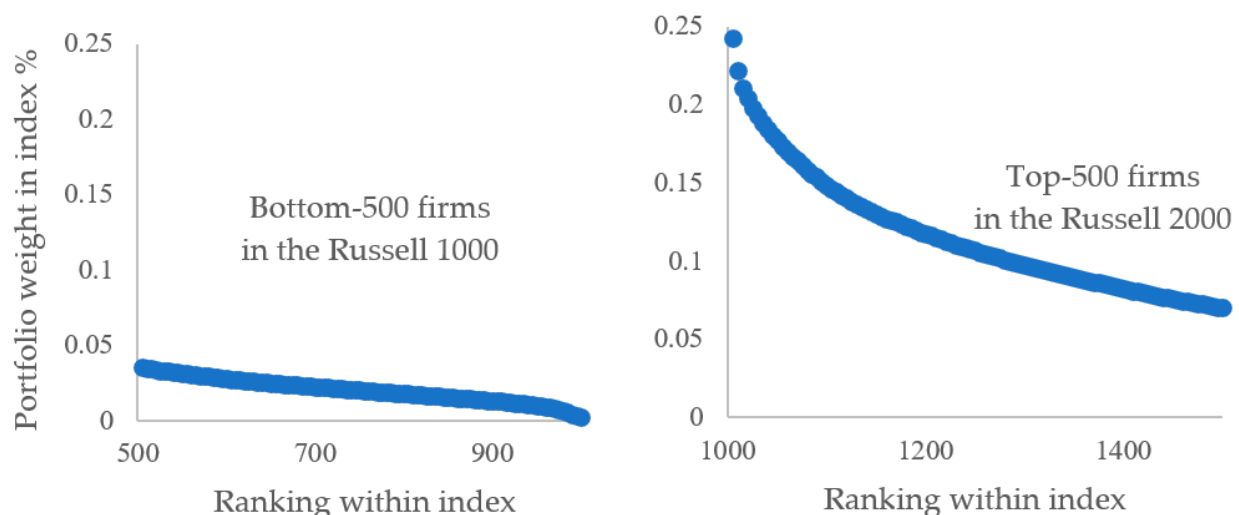 Portfolio weight in index %
0.25
0.2
0.15
0.1
0.05
0
Bottom-500 firms
in the Russell 1000
500
700
900
Ranking within index
0.25
0.2
0.15
0.1
0.05
0
Top-500 firms
in the Russell 2000
1000
1200
1400
Ranking within index